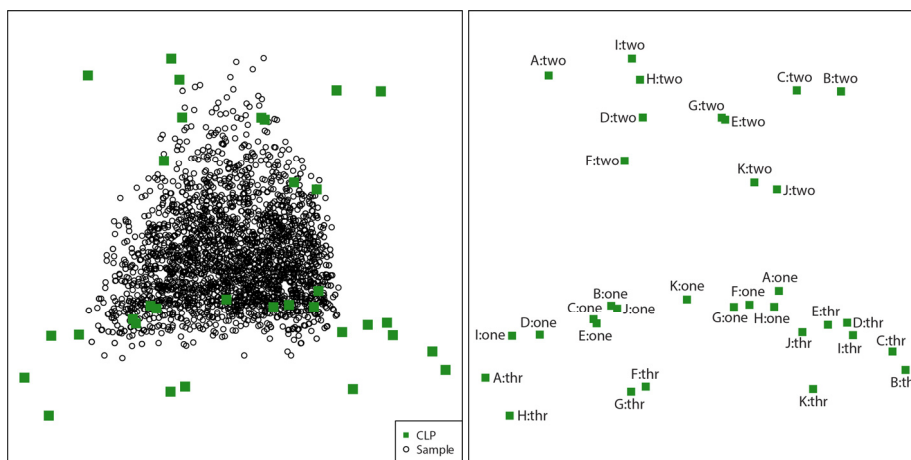 CLP
Sample
I:two
A:two
H:two
C:two
B:two
G:two
D:two
E:two
F:two
K:two
J:two
A:one
K:one
F:one
B:one
C:one
J:one
G:one
H:one
E:thr
D:thr
D:one
I:one
E:one
J:thr
I:thr
C:thr
A:thr
F:thr
B:th
G:thr
K:thr
H:thr